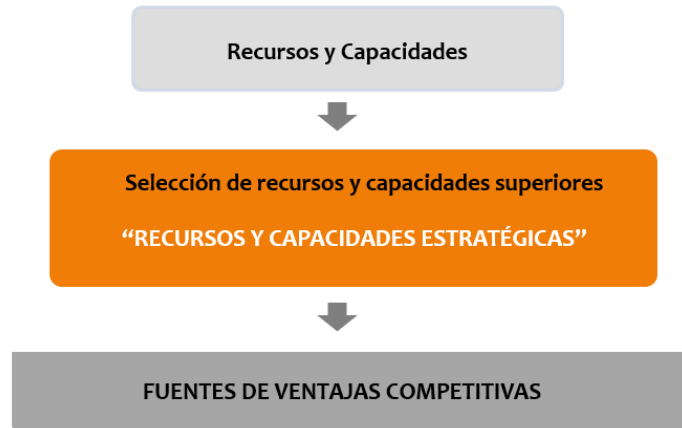 Recursos y Capacidades
Selección de recursos y capacidades superiores
“RECURSOS Y CAPACIDADES ESTRATÉGICAS”
FUENTES DE VENTAJAS COMPETITIVAS